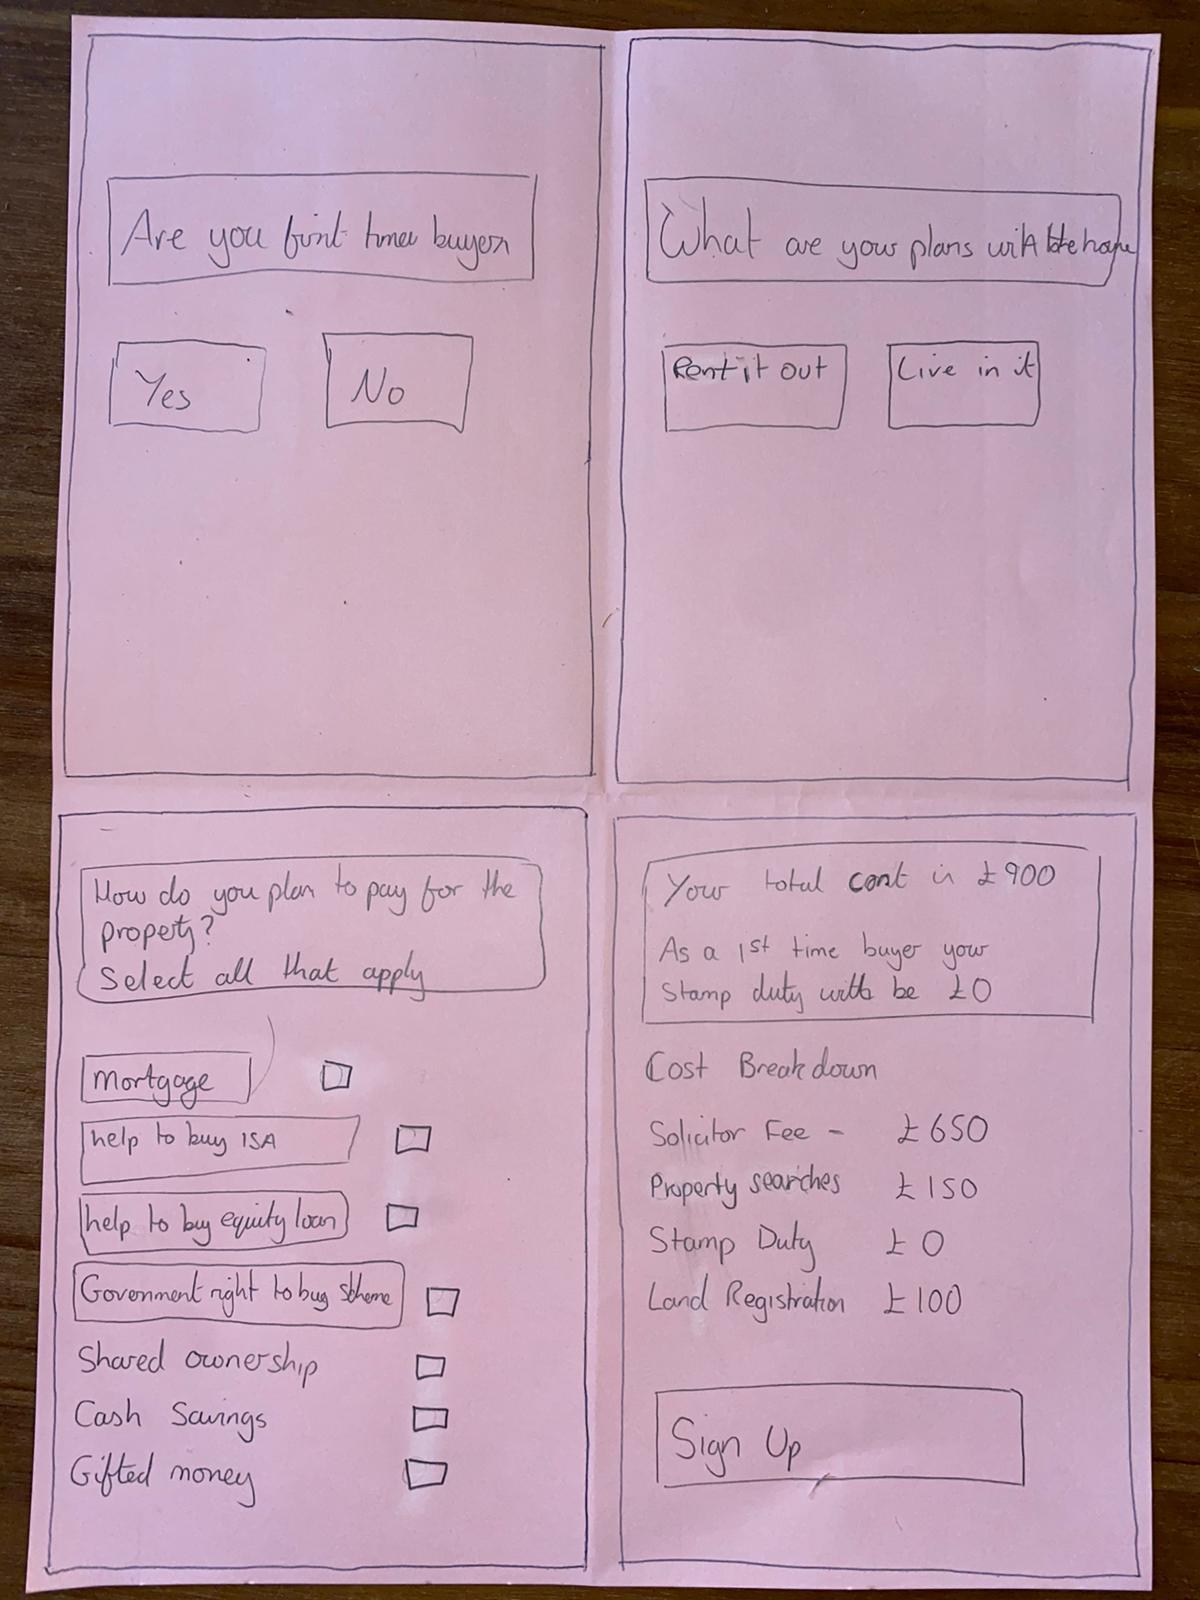 Are you first time buyers
Yes
No
What are your plans with the home
Rent it out
Live in it
How do you plan to pay for the
property?
Select all that apply
Mortgage
help to buy ISA
help to buy equity loan
Government right to buy scheme
Shared ownership
Cash Savings
Gifted money
Your total cost is £900
As a 1st time buyer your
Stamp duty will be £0
Cost Breakdown
Solicitor Fee - £650
Property searches £150
Stamp Duty £0
Land Registration £100
Sign Up